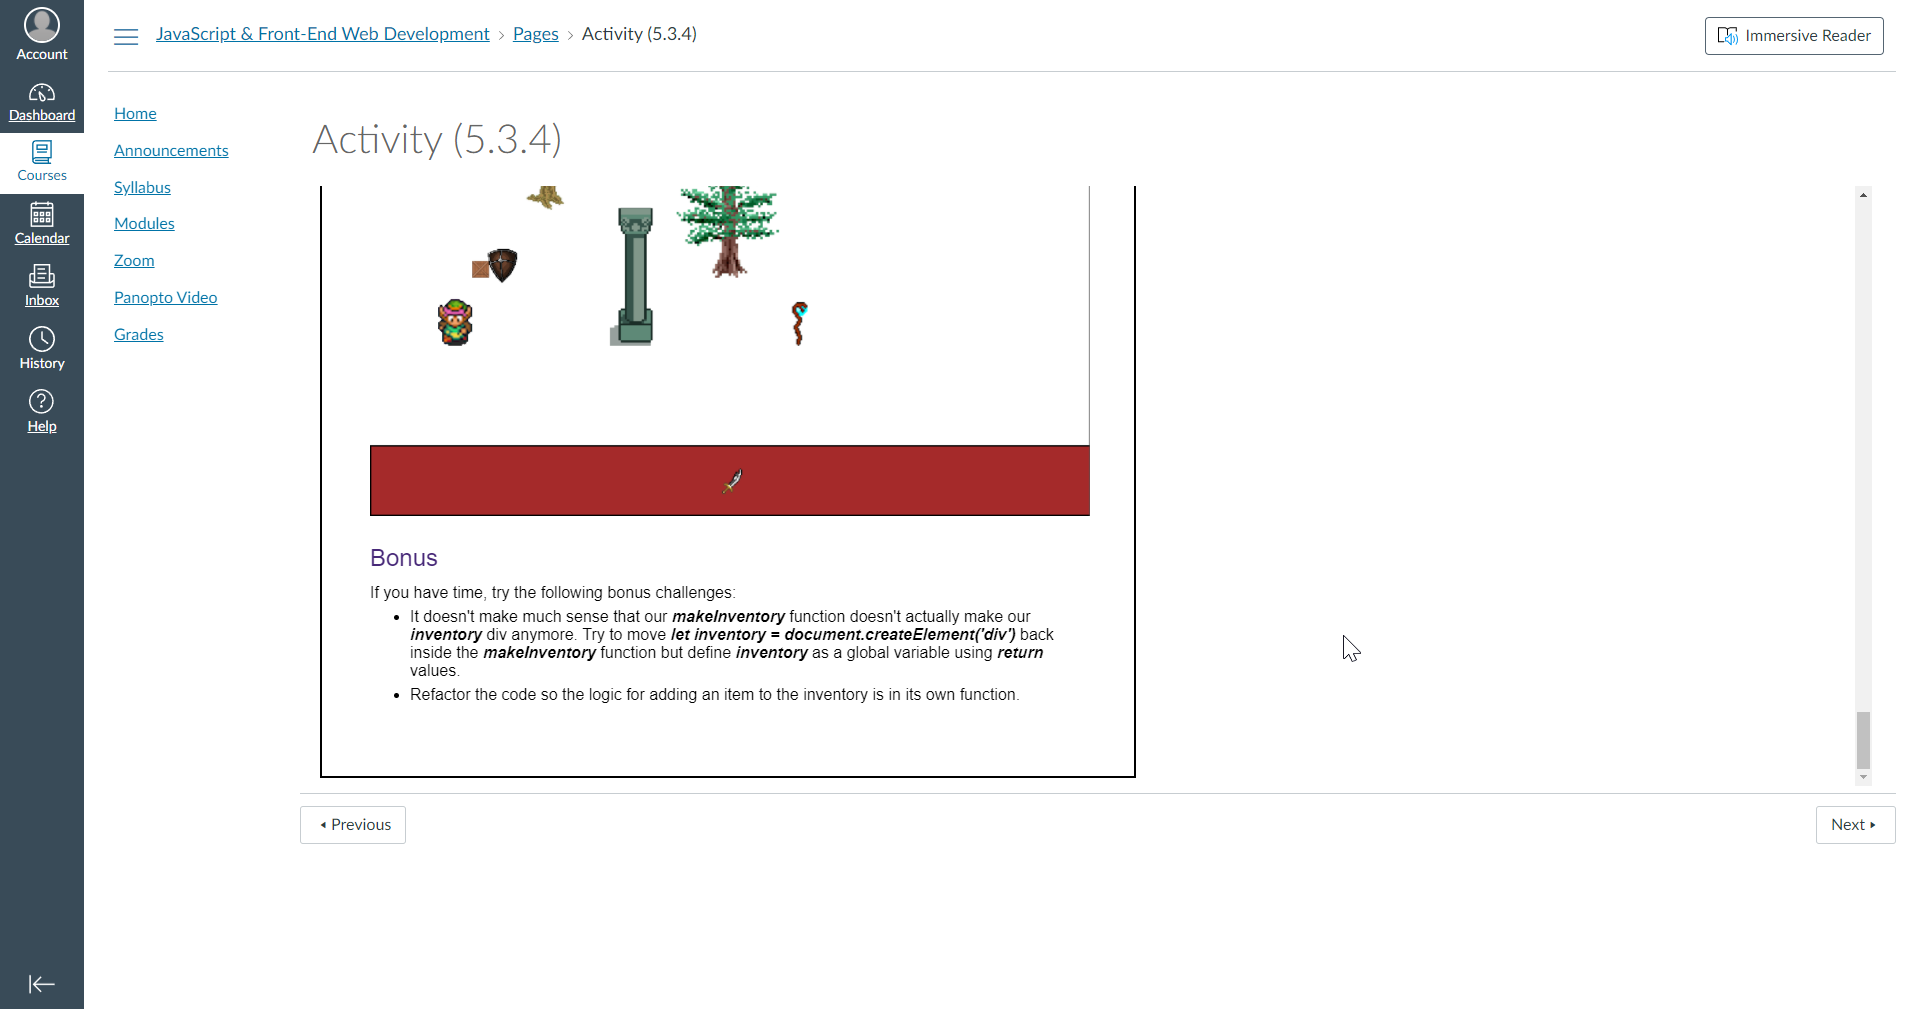 Account
Dashboard
Courses
Calendar
Inbox
History
Help
JavaScript & Front-End Web Development › Pages › Activity (5.3.4)
Immersive Reader
Home
Announcements
Syllabus
Modules
Zoom
Panopto Video
Grades
Activity (5.3.4)
Bonus
If you have time, try the following bonus challenges:
It doesn't make much sense that our makeInventory function doesn't actually make our
inventory div anymore. Try to move let inventory = document.createElement('div') back
inside the makeInventory function but define inventory as a global variable using return
values.
Refactor the code so the logic for adding an item to the inventory is in its own function.
Previous
Next